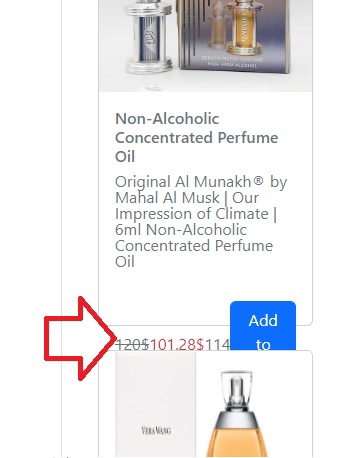 Non-Alcoholic
Concentrated Perfume
Oil
Original Al Munakh® by
Mahal Al Musk | Our
Impression of Climate |
6ml Non-Alcoholic
Concentrated Perfume
Oil
Add
to
120$101.28$114
VERA WANG